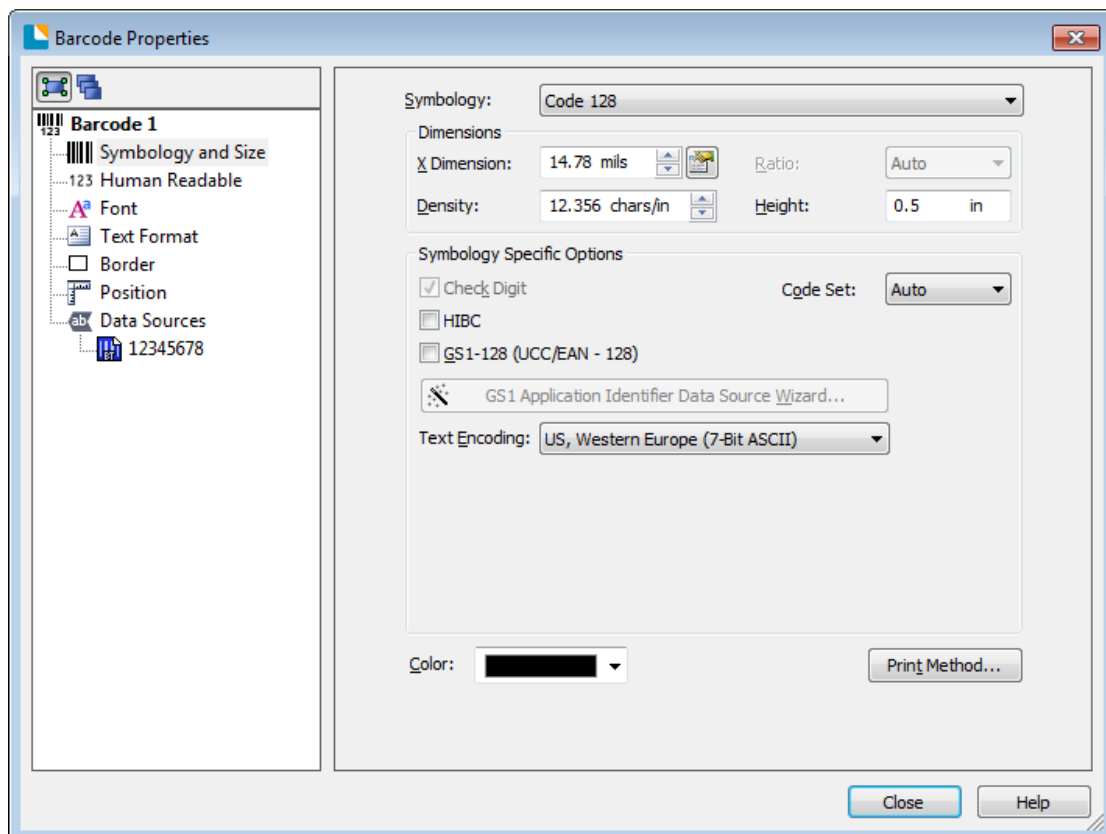 Barcode Properties
Barcode 1
Symbology and Size
123 Human Readable
Font
Text Format
Border
Position
Data Sources
12345678
Symbology: Code 128
Dimensions
X Dimension: 14.78 mils Ratio: Auto
Density: 12.356 chars/in Height: 0.5 in
Symbology Specific Options
Check Digit Code Set: Auto
HIBC
GS1-128 (UCC/EAN - 128)
GS1 Application Identifier Data Source Wizard...
Text Encoding: US, Western Europe (7-Bit ASCII)
Color: Print Method...
Close Help